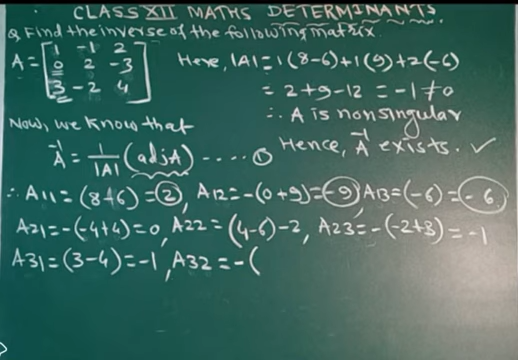 CLASS XII MATHS DETERMINANTS.
Q. Find the inverse of the following matrix.
A = [1 -1 2
0 2 -3
3 -2 4]
Here, |A| = 1(8-6)+1(9)+2(-6)
= 2+9-12 = -1 ≠ 0
∴ A is nonsingular
Hence, A⁻¹ exists. ✓
Now, we know that
A⁻¹ = 1/|A| (adjA) ..... ①
∴ A11 = (8-6) = 2, A12 = -(0+9) = -9, A13 = (-6) = -6
A21 = -(-4+4) = 0, A22 = (4-6) -2, A23 = -(-2+3) = -1
A31 = (3-4) = -1, A32 = -(